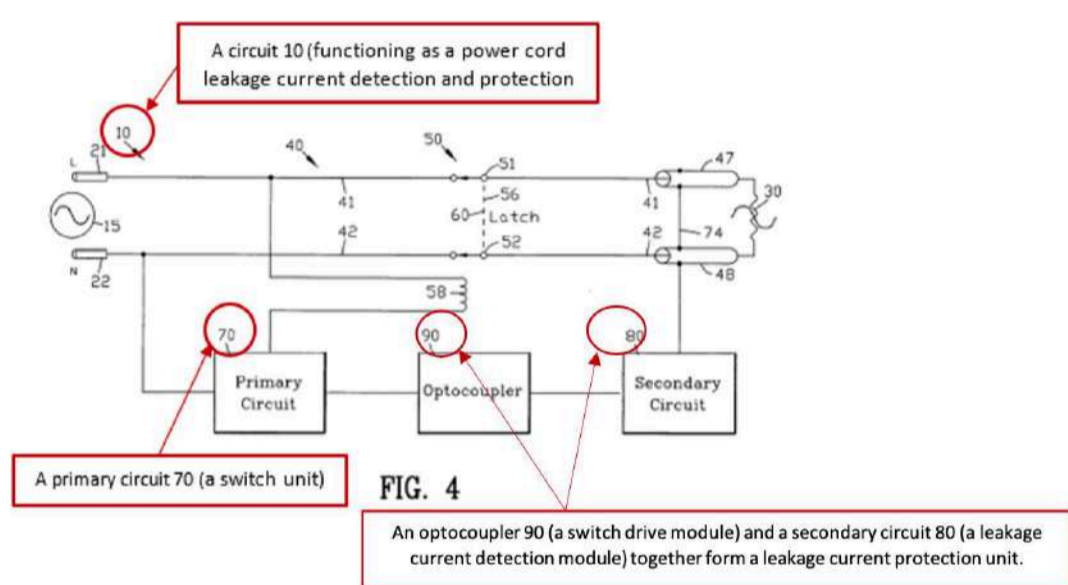 A circuit 10 (functioning as a power cord
leakage current detection and protection
10
L
21
40
50
51
47
41
56
41
30
15
60
Latch
74
42
52
42
N
22
48
58
70
90
80
Primary
Circuit
Optocoupler
Secondary
Circuit
A primary circuit 70 (a switch unit)
FIG. 4
An optocoupler 90 (a switch drive module) and a secondary circuit 80 (a leakage
current detection module) together form a leakage current protection unit.